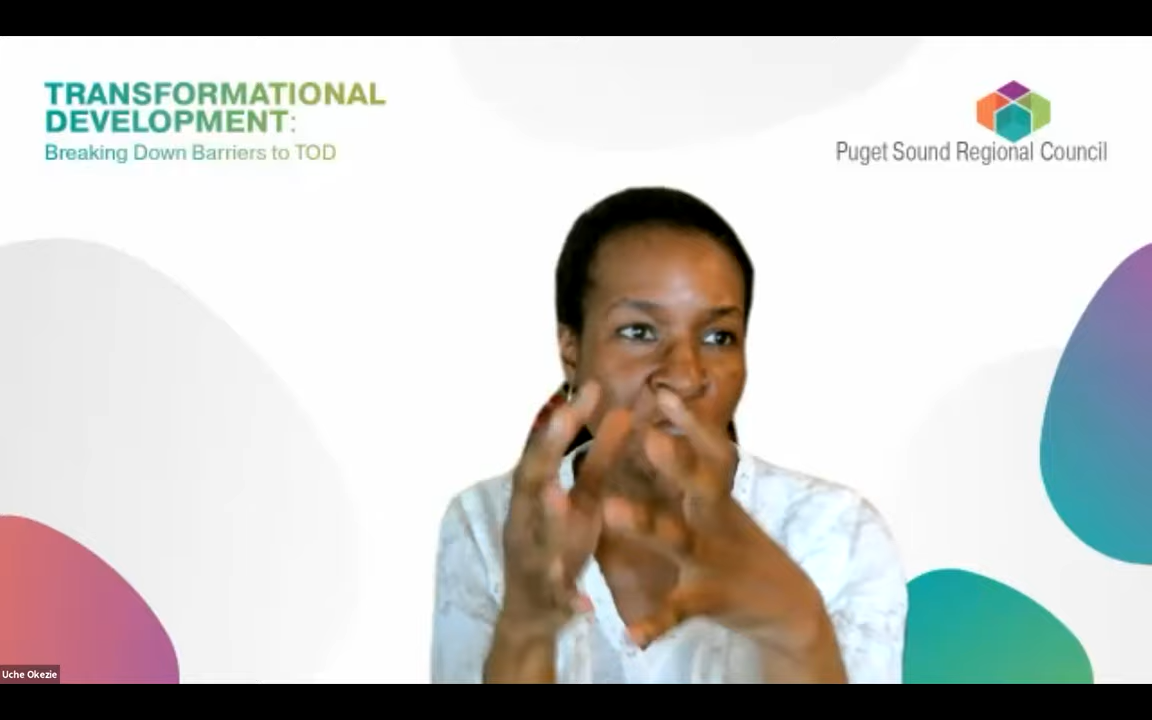 TRANSFORMATIONAL
DEVELOPMENT:
Breaking Down Barriers to TOD
Puget Sound Regional Council
Uche Okezie